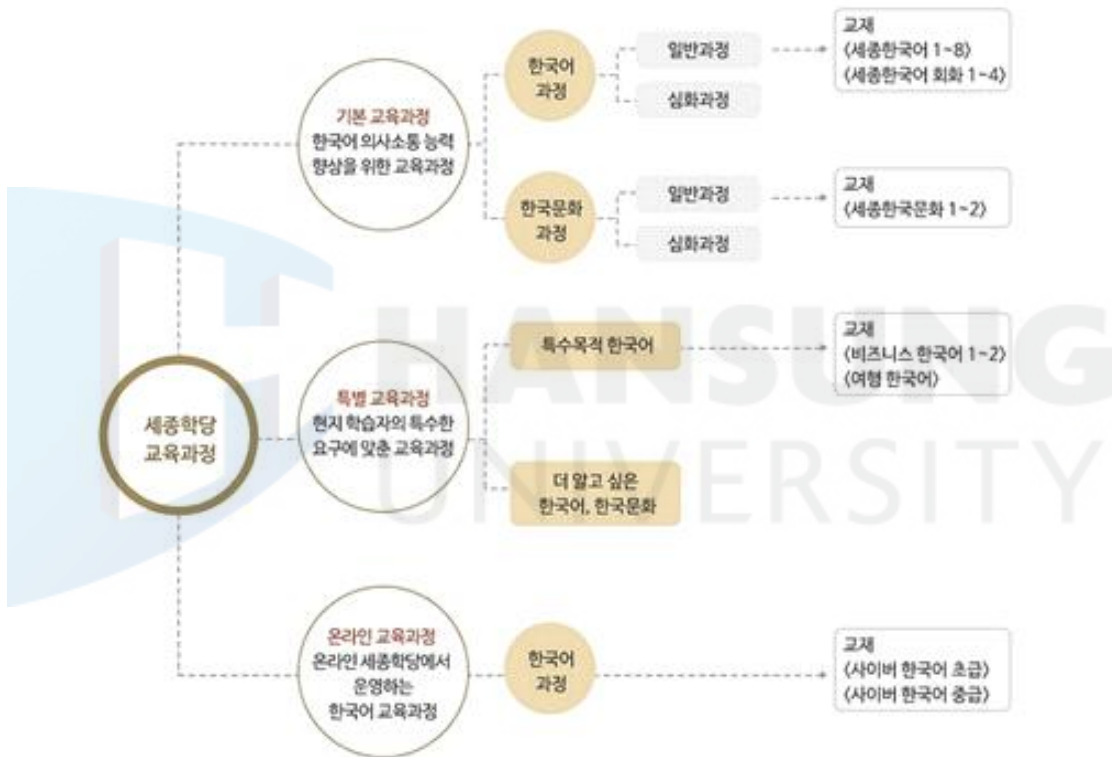 세종학당
교육과정
기본 교육과정
한국어 의사소통 능력
향상을 위한 교육과정
한국어
과정
일반과정
심화과정
교재
〈세종한국어 1~8〉
〈세종한국어 회화 1~4〉
한국문화
과정
일반과정
심화과정
교재
〈세종한국문화 1~2〉
특별 교육과정
현지 학습자의 특수한
요구에 맞춘 교육과정
특수목적 한국어
교재
〈비즈니스 한국어 1~2〉
〈여행 한국어〉
더 알고 싶은
한국어, 한국문화
온라인 교육과정
온라인 세종학당에서
운영하는
한국어 교육과정
한국어
과정
교재
〈사이버 한국어 초급〉
〈사이버 한국어 중급〉
HANSUNG
UNIVERSITY